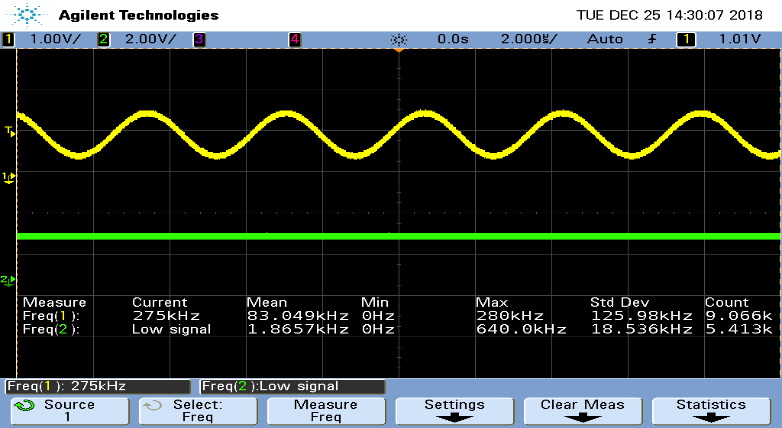 Agilent Technologies TUE DEC 25 14:30:07 2018
1 1.00V/ 2 2.00V/ 3 4 0.0s 2.000µs/ Auto 1 1.01V
T
1
2
Measure Current Mean Min Max Std Dev Count
Freq(1): 275kHz 83.049kHz 0Hz 280kHz 125.98kHz 9.066k
Freq(2): Low signal 1.8657kHz 0Hz 640.0kHz 18.536kHz 5.413k
Freq(1): 275kHz Freq(2):Low signal
Source Select: Measure Settings Clear Meas Statistics
1 Freq Freq